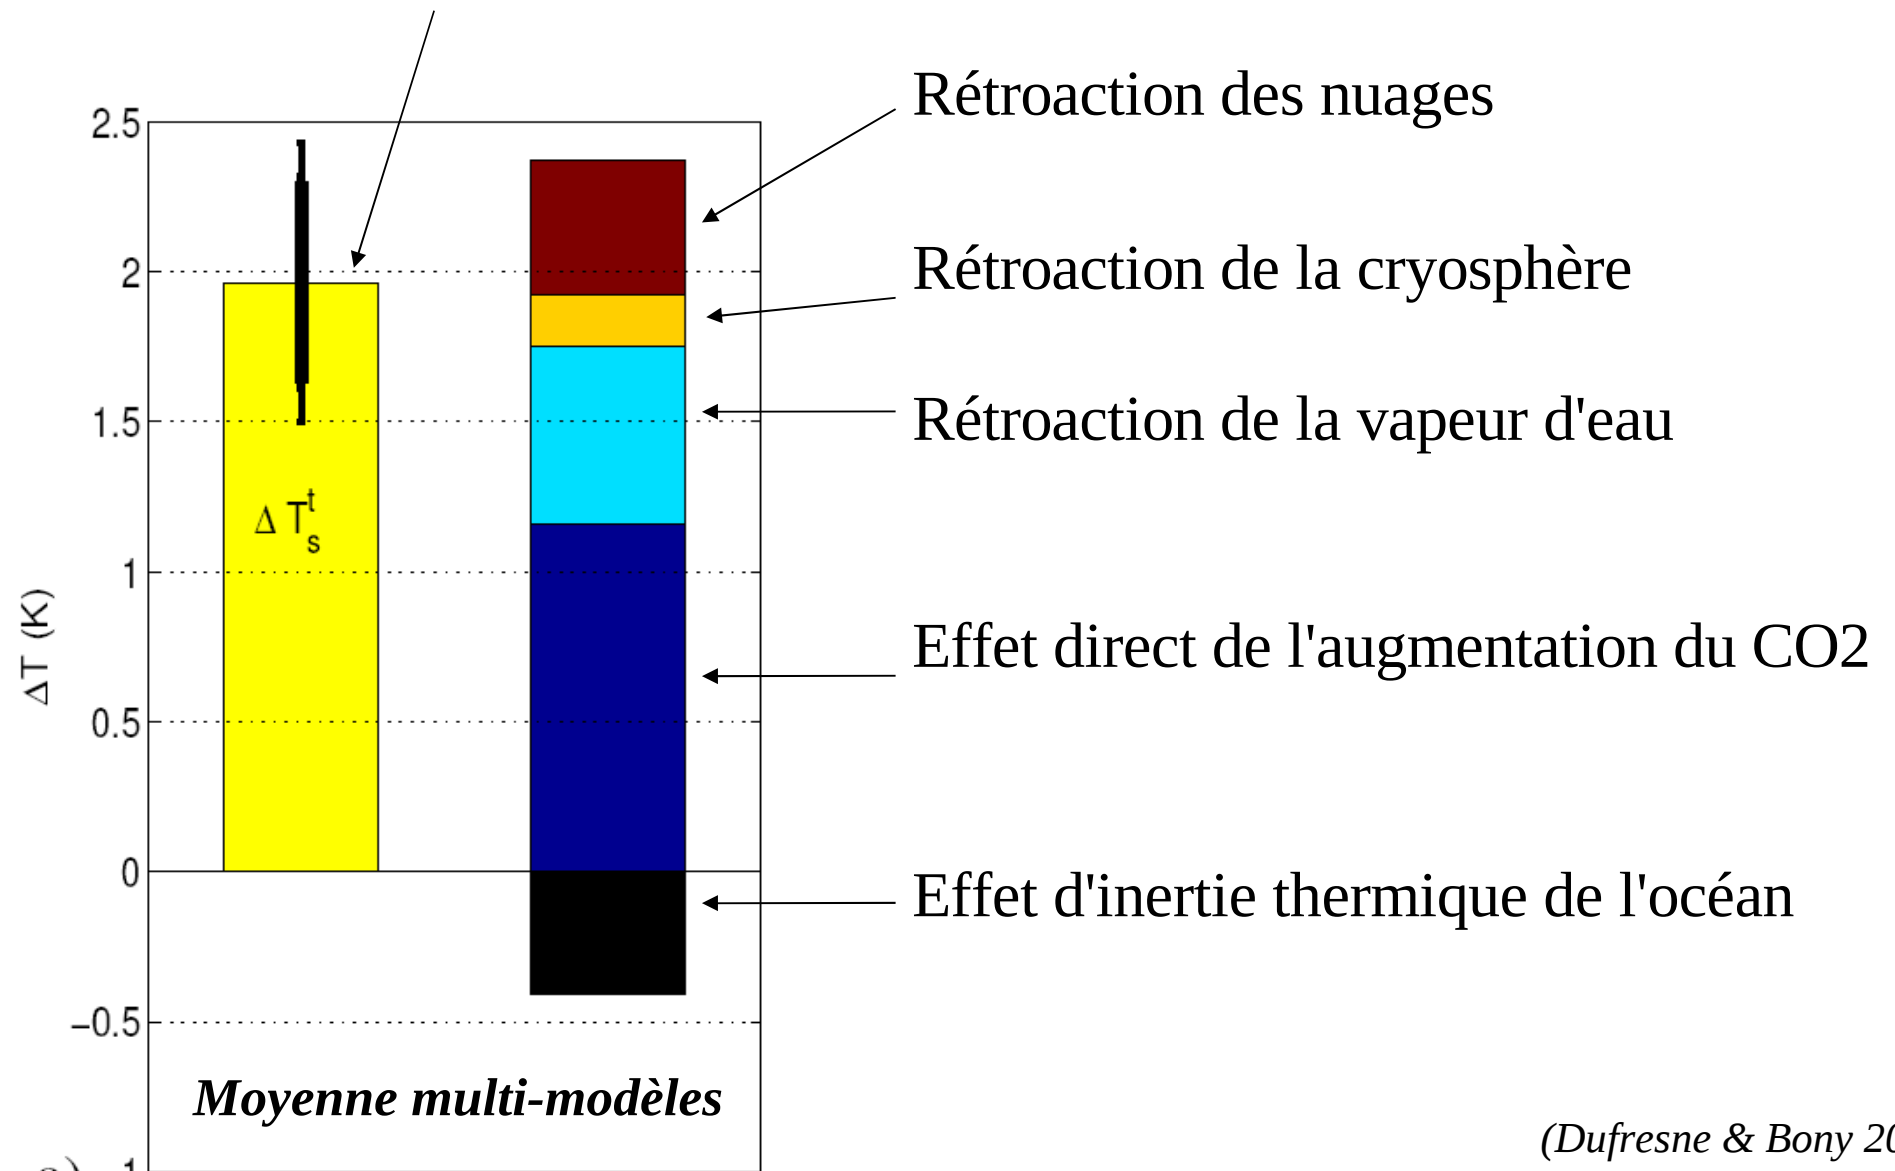 Rétroaction des nuages
2.5
Rétroaction de la cryosphère
2
Rétroaction de la vapeur d'eau
1.5
Δ T
t
s
1
ΔT (K)
Effet direct de l'augmentation du CO2
0.5
0
Effet d'inertie thermique de l'océan
−0.5
Moyenne multi-modèles
(Dufresne & Bony